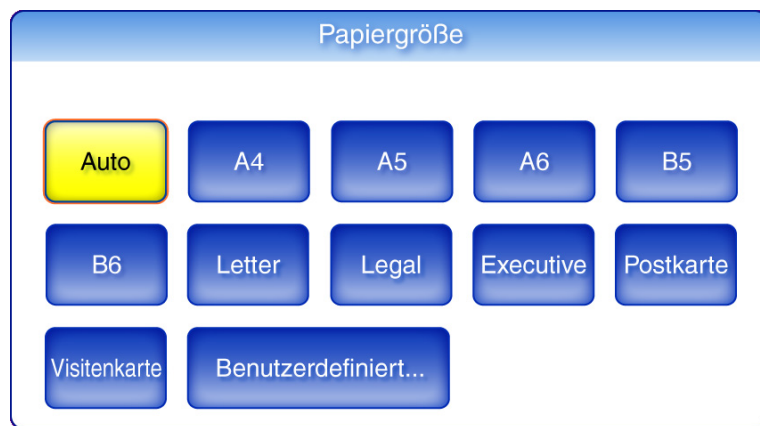 Papiergröße
Auto A4 A5 A6 B5
B6 Letter Legal Executive Postkarte
Visitenkarte Benutzerdefiniert...